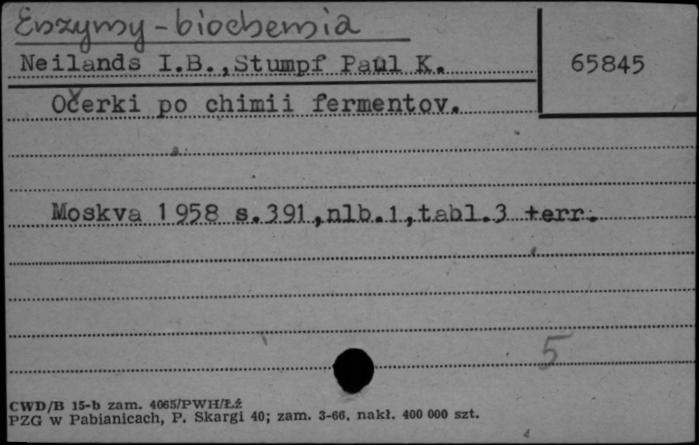 Enzymy - biochemia
Neilands I.B., Stumpf Paul K.
65845
Očerki po chimii fermentov.
Moskva 1958 s.391,nlb.1,tabl.3 +err.
5
CWD/B 15-b zam. 4065/PWH/Łź
PZG w Pabianicach, P. Skargi 40; zam. 3-66, nakł. 400 000 szt.